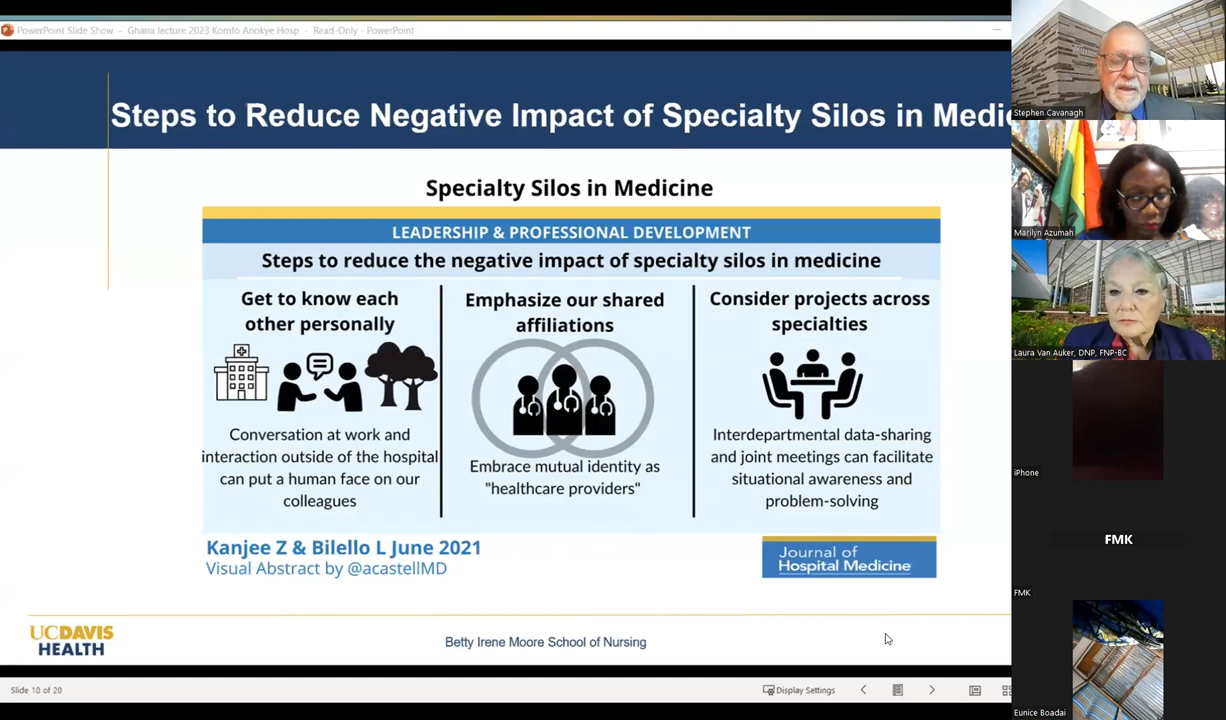 PowerPoint Slide Show - Ghana lecture 2023 Komfo Anokye Hosp - Read-Only - PowerPoint
Steps to Reduce Negative Impact of Specialty Silos in Medic
Specialty Silos in Medicine
LEADERSHIP & PROFESSIONAL DEVELOPMENT
Steps to reduce the negative impact of specialty silos in medicine
Get to know each
other personally
Conversation at work and
interaction outside of the hospital
can put a human face on our
colleagues
Emphasize our shared
affiliations
Embrace mutual identity as
"healthcare providers"
Consider projects across
specialties
Interdepartmental data-sharing
and joint meetings can facilitate
situational awareness and
problem-solving
Kanjee Z & Bilello L June 2021
Visual Abstract by @acastellMD
Journal of
Hospital Medicine
UCDAVIS
HEALTH
Betty Irene Moore School of Nursing
Slide 10 of 20
Display Settings
Stephen Cavanagh
Marilyn Azumah
Laura Van Auker, DNP, FNP-BC
iPhone
FMK
FMK
Eunice Boadai